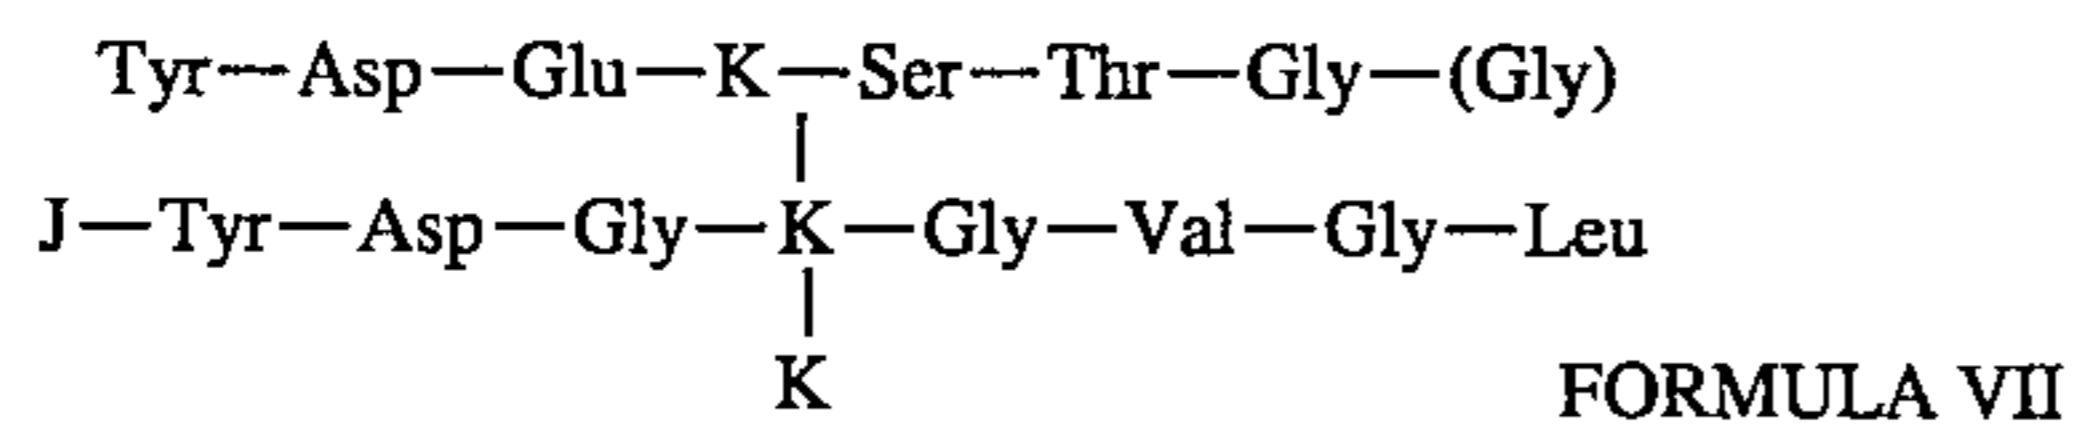 Tyr—Asp—Glu—K—Ser—Thr—Gly—(Gly)
J—Tyr—Asp—Gly—K—Gly—Val—Gly—Leu
K
FORMULA VII